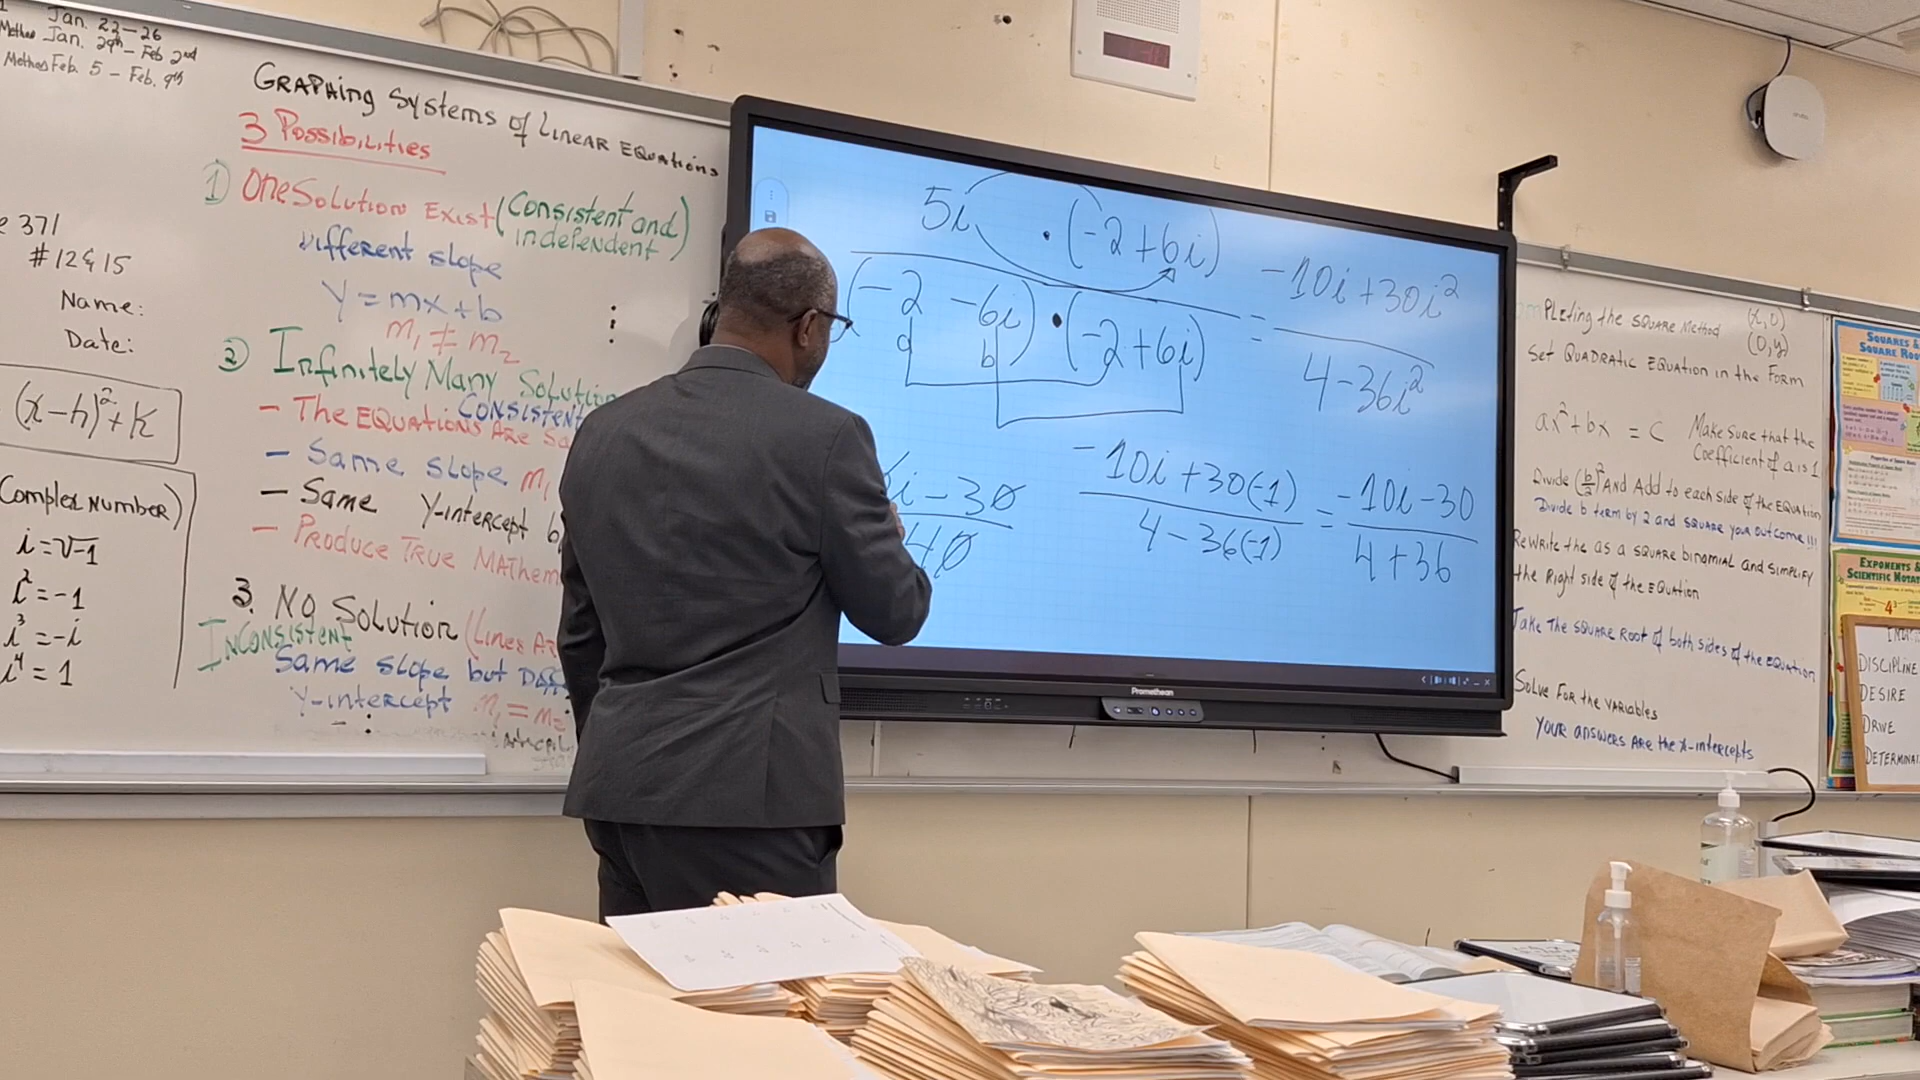 Jan. 22-26
Jan. 29th - Feb 2nd
Feb. 5 - Feb. 9th
371
#12 & 15
Name:
Date:
(x-h)²+K
Complex Number)
i = √-1
i² = -1
i³ = -i
i⁴ = 1
GRAPHing Systems of LINEAR EQuations
3 Possibilities
1) One Solution Exist (Consistent and independent)
Different slope
Y = mx + b
m₁ ≠ m₂
2) Infinitely Many
- The EQUATIONS ARE
CONSISTENT
- Same slope m₁
- Same Y-intercept b
- Produce TRUE
3. NO Solution (Lines
INCONSISTENT
Same slope but
Y-intercept m₁ = m₂
5i · (-2+6i)
(-2 -6i) · (-2+6i)
a b
= -10i+30i²
4-36i²
-10i+30(-1)
4-36(-1)
= -10i-30
4+36
i-30
40
Promethean
Pleting the SQUARE Method
(x,0)
(0,y)
Set QUADRATIC EQUATION in the FORM
ax²+bx = c
Make Sure that the Coefficient of a is 1
Divide (b/2)² AND Add to each side of the EQUATION
Divide b term by 2 and SQUARE your outcome!!!
ReWrite the as a SQUARE binomial and simplify
the Right side of the EQUATION
Take The SQUARE Root of both sides of the EQUATION
Solve For the VARIABLES
YOUR answers ARE the x-intercepts
SQUARES &
EXPONENTS &
4³
DISCIPLINE
DESIRE
DRIVE